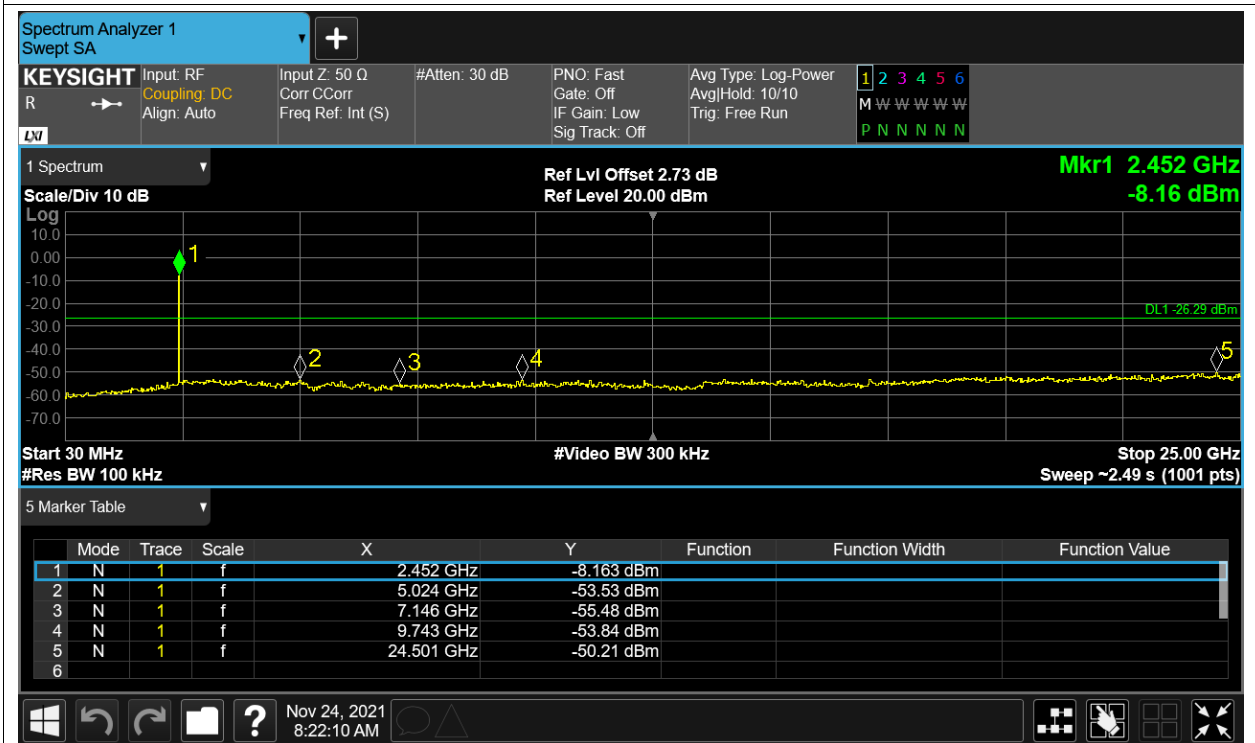 Spectrum Analyzer 1
Swept SA
+
KEYSIGHT Input: RF Input Z: 50 Ω #Atten: 30 dB PNO: Fast Avg Type: Log-Power 1 2 3 4 5 6
R Coupling: DC Corr CCorr Gate: Off Avg|Hold: 10/10 M W W W W W
Align: Auto Freq Ref: Int (S) IF Gain: Low Trig: Free Run
LXI Sig Track: Off P N N N N N
1 Spectrum Ref Lvl Offset 2.73 dB Mkr1 2.452 GHz
Scale/Div 10 dB Ref Level 20.00 dBm -8.16 dBm
Log
10.0
1
0.00
-10.0
-20.0
DL1 -26.29 dBm
-30.0
-40.0
2 3 4 5
-50.0
-60.0
-70.0
Start 30 MHz #Video BW 300 kHz Stop 25.00 GHz
#Res BW 100 kHz Sweep ~2.49 s (1001 pts)
5 Marker Table
Mode Trace Scale X Y Function Function Width Function Value
1 N 1 f 2.452 GHz -8.163 dBm
2 N 1 f 5.024 GHz -53.53 dBm
3 N 1 f 7.146 GHz -55.48 dBm
4 N 1 f 9.743 GHz -53.84 dBm
5 N 1 f 24.501 GHz -50.21 dBm
6
? Nov 24, 2021
8:22:10 AM